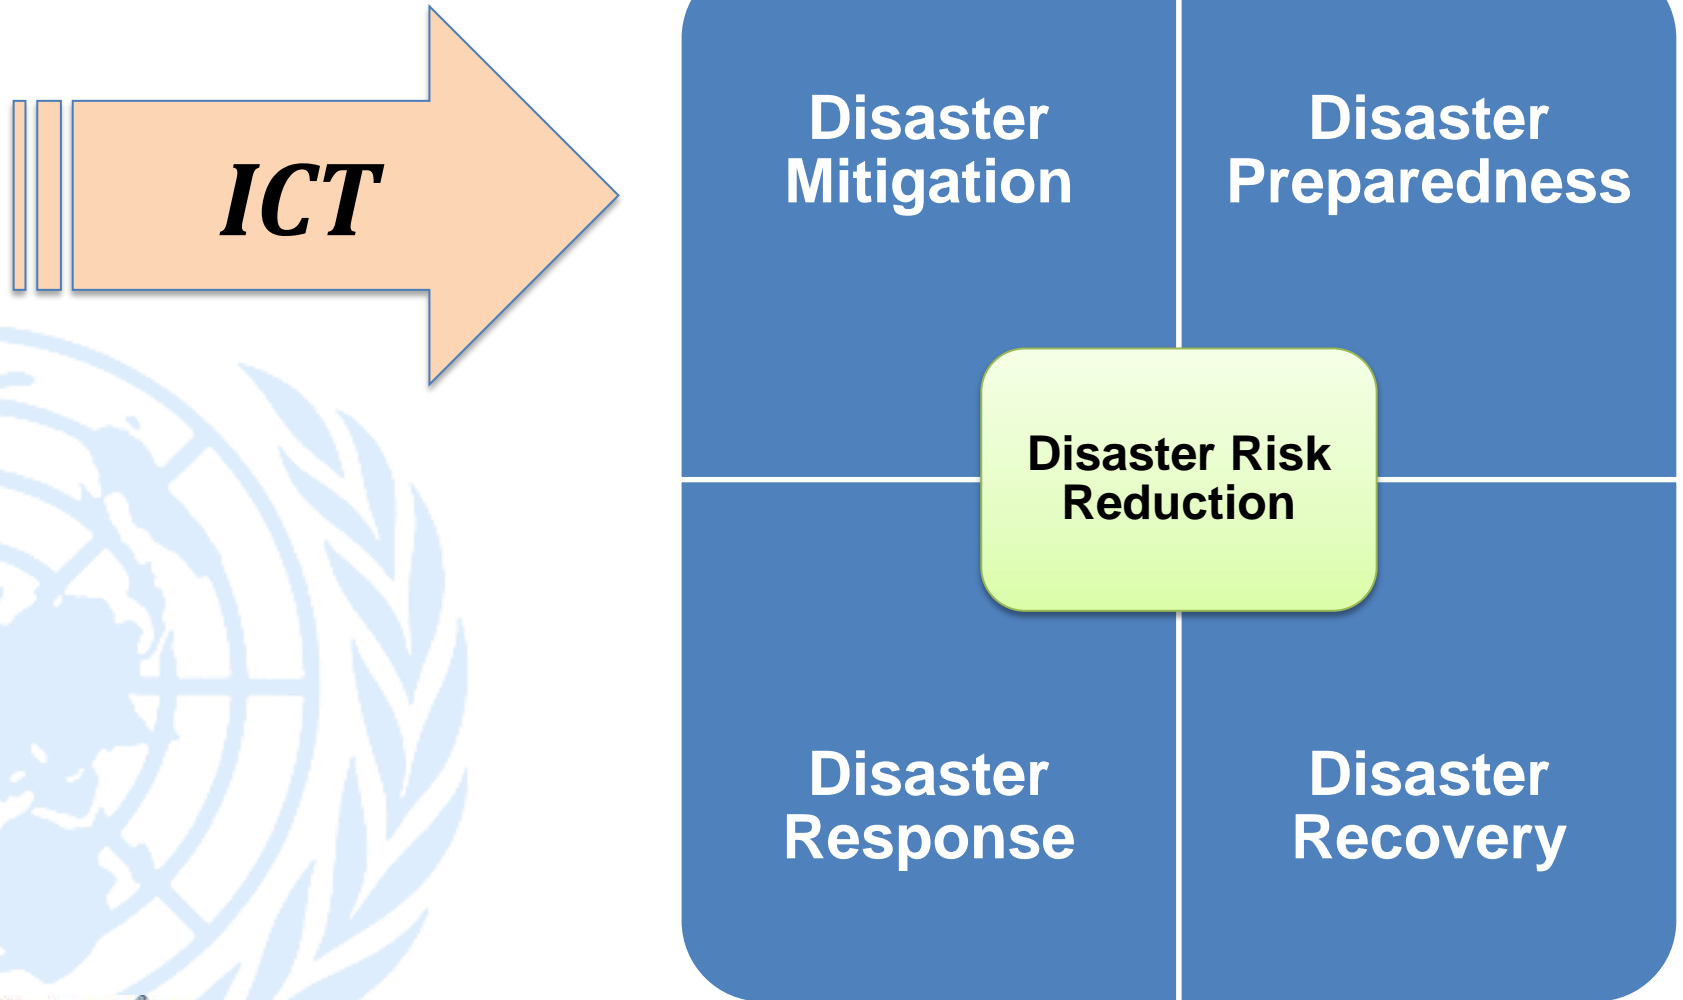 ICT
Disaster
Mitigation
Disaster
Preparedness
Disaster Risk
Reduction
Disaster
Response
Disaster
Recovery